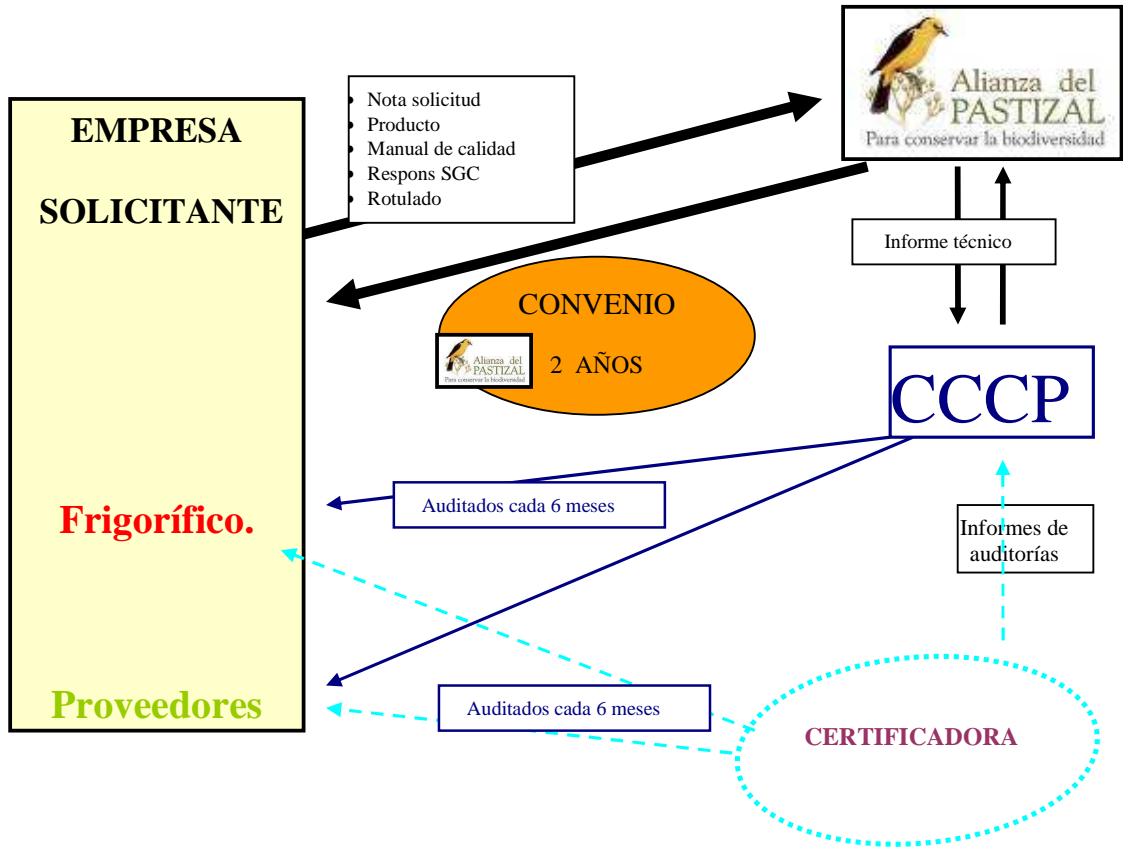 EMPRESA
SOLICITANTE
Nota solicitud
Producto
Manual de calidad
Respons SGC
Rotulado
Alianza del
PASTIZAL
Para conservar la biodiversidad
Informe técnico
CONVENIO
2 AÑOS
Alianza del
PASTIZAL
Para conservar la biodiversidad
CCCP
Auditados cada 6 meses
Frigorífico.
Informes de
auditorías
Proveedores
Auditados cada 6 meses
CERTIFICADORA